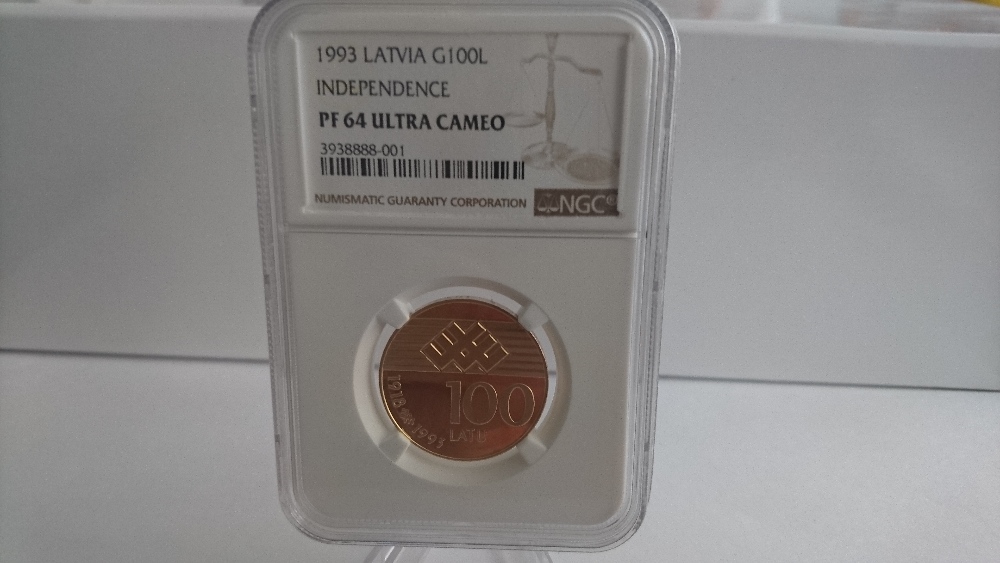 1993 LATVIA G100L
INDEPENDENCE
PF 64 ULTRA CAMEO
3938888-001
NUMISMATIC GUARANTY CORPORATION
NGC®
100
LATU
1918 1993